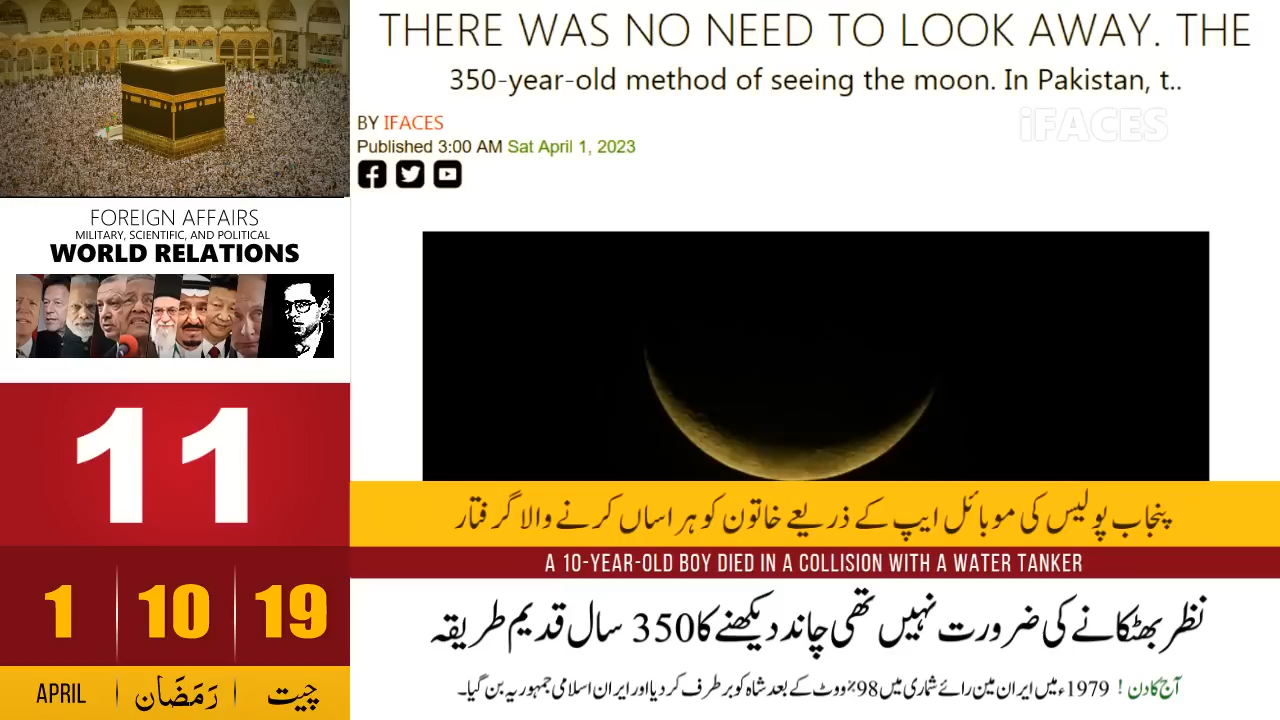 THERE WAS NO NEED TO LOOK AWAY. THE
350-year-old method of seeing the moon. In Pakistan, t..
BY IFACES
Published 3:00 AM Sat April 1, 2023
iFACES
FOREIGN AFFAIRS
MILITARY, SCIENTIFIC, AND POLITICAL
WORLD RELATIONS
11
1 10 19
APRIL رَمَضَان چیت
پنجاب پولیس کی موبائل ایپ کے ذریعے خاتون کو ہراساں کرنے والا گرفتار
A 10-YEAR-OLD BOY DIED IN A COLLISION WITH A WATER TANKER
نظر بھٹکانے کی ضرورت نہیں تھی چاند دیکھنے کا 350 سال قدیم طریقہ
آج کا دن ! 1979ء میں ایران مین رائے شماری میں 98٪ ووٹ کے بعد شاہ کو بر طرف کر دیا اور ایران اسلامی جمہوریہ بن گیا۔